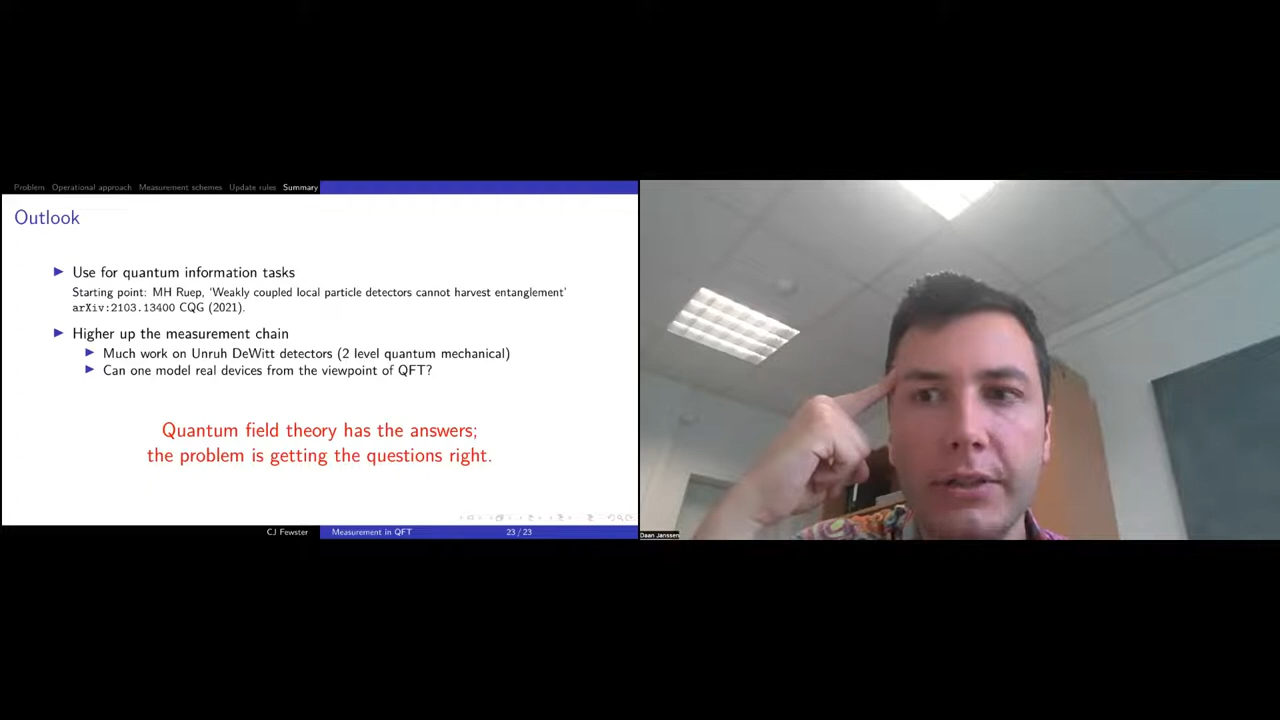 Problem Operational approach Measurement schemes Update rules Summary
Outlook
Use for quantum information tasks
Starting point: MH Ruep, ‘Weakly coupled local particle detectors cannot harvest entanglement’
arXiv:2103.13400 CQG (2021).
Higher up the measurement chain
Much work on Unruh DeWitt detectors (2 level quantum mechanical)
Can one model real devices from the viewpoint of QFT?
Quantum field theory has the answers;
the problem is getting the questions right.
CJ Fewster Measurement in QFT 23 / 23
Daan Janssen